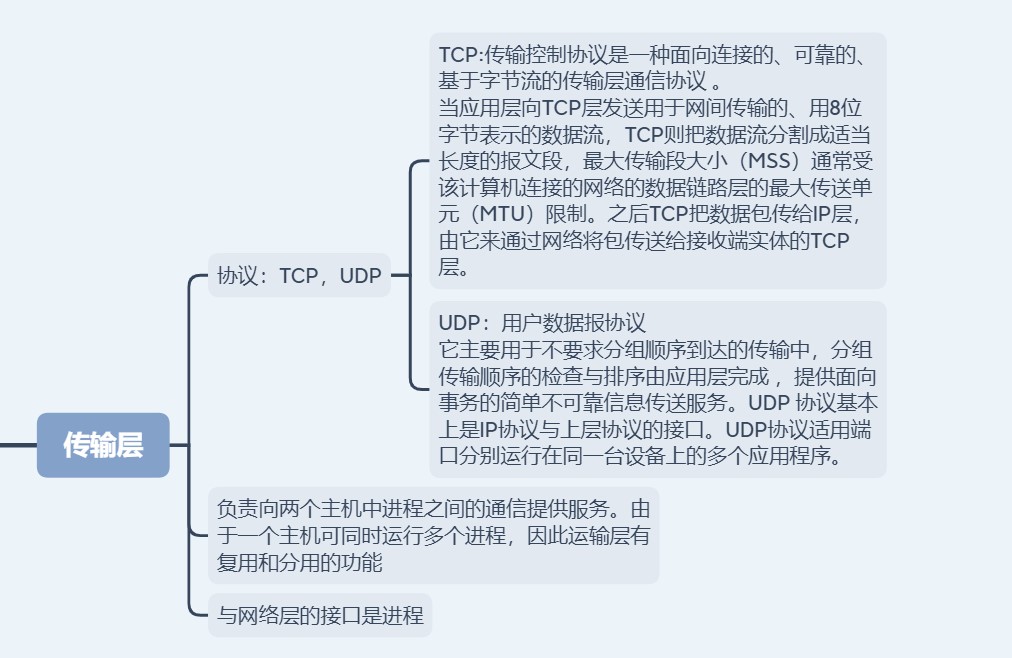 TCP:传输控制协议是一种面向连接的、可靠的、
基于字节流的传输层通信协议 。
当应用层向TCP层发送用于网间传输的、用8位
字节表示的数据流，TCP则把数据流分割成适当
长度的报文段，最大传输段大小（MSS）通常受
该计算机连接的网络的数据链路层的最大传送单
元（MTU）限制。之后TCP把数据包传给IP层，
由它来通过网络将包传送给接收端实体的TCP
层。
协议：TCP，UDP
UDP：用户数据报协议
它主要用于不要求分组顺序到达的传输中，分组
传输顺序的检查与排序由应用层完成 ，提供面向
事务的简单不可靠信息传送服务。UDP 协议基本
上是IP协议与上层协议的接口。UDP协议适用端
口分别运行在同一台设备上的多个应用程序。
传输层
负责向两个主机中进程之间的通信提供服务。由
于一个主机可同时运行多个进程，因此运输层有
复用和分用的功能
与网络层的接口是进程